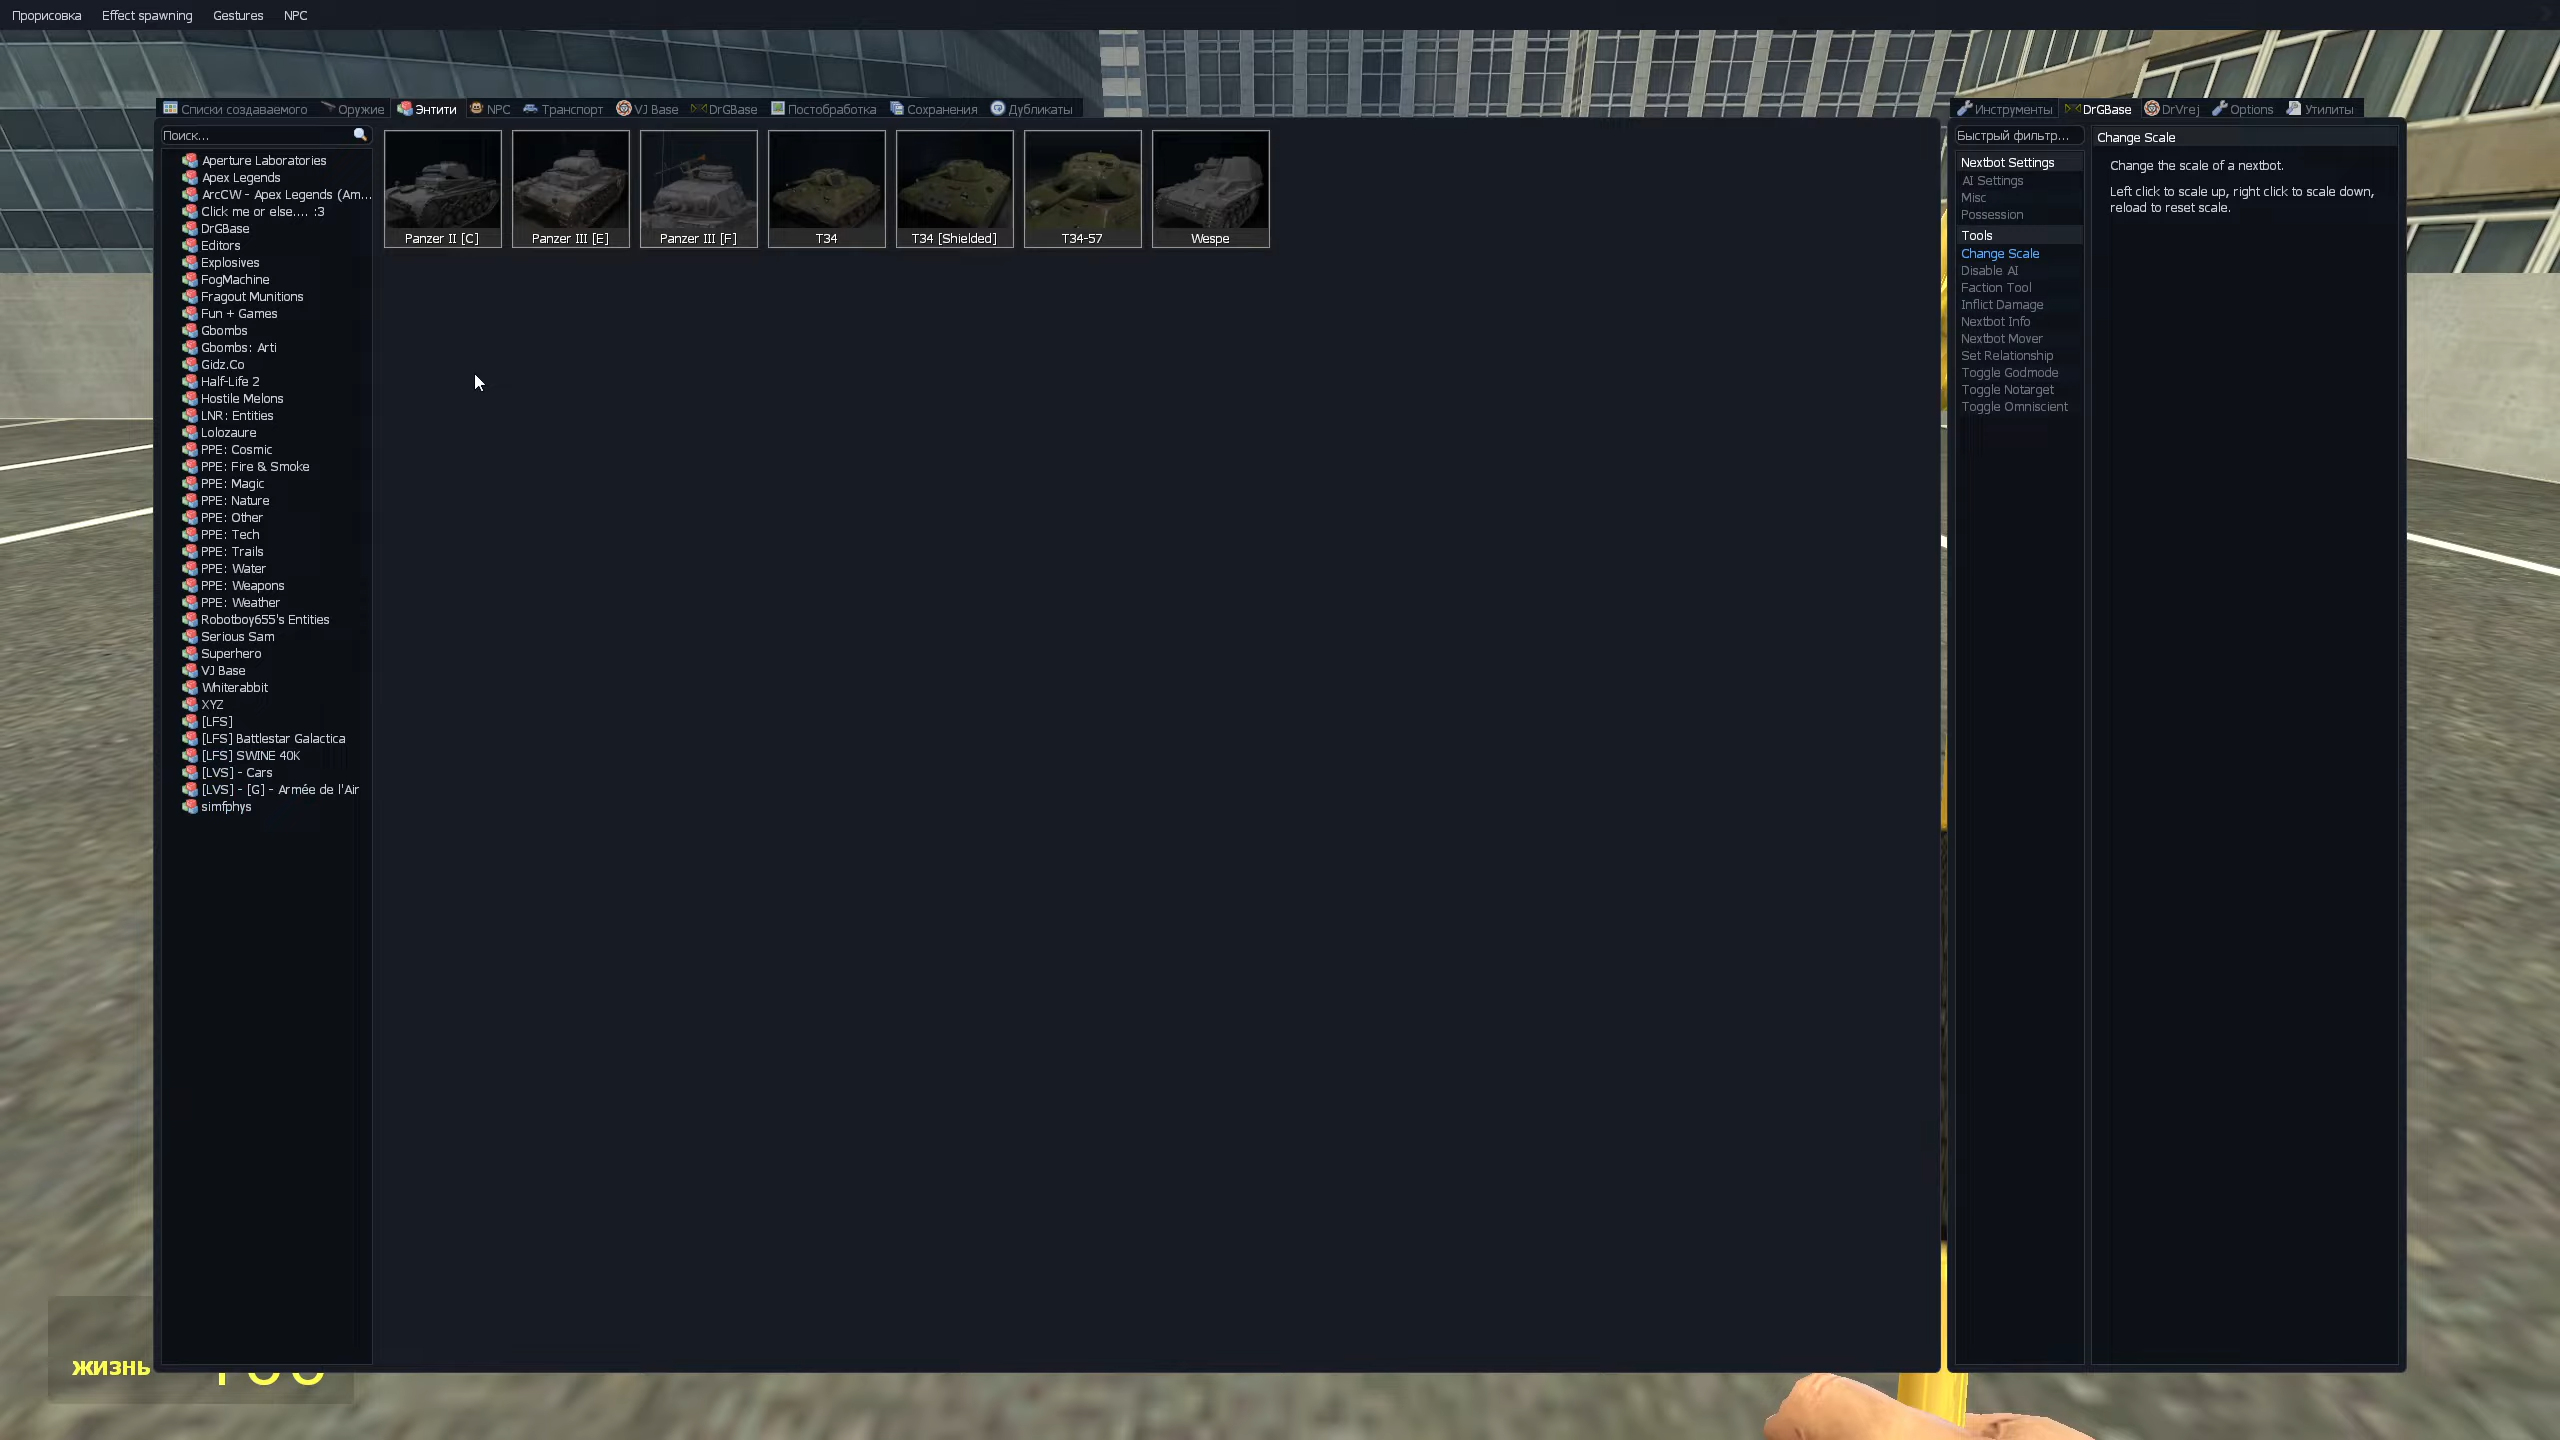 Прорисовка Effect spawning Gestures NPC
Списки создаваемого Оружие Энтити NPC Транспорт VJ Base DrGBase Постобработка Сохранения Дубликаты
Поиск...
Aperture Laboratories
Apex Legends
ArcCW - Apex Legends (Am...
Click me or else.... :3
DrGBase
Editors
Explosives
FogMachine
Fragout Munitions
Fun + Games
Gbombs
Gbombs: Arti
Gidz.Co
Half-Life 2
Hostile Melons
LNR: Entities
Lolozaure
PPE: Cosmic
PPE: Fire & Smoke
PPE: Magic
PPE: Nature
PPE: Other
PPE: Tech
PPE: Trails
PPE: Water
PPE: Weapons
PPE: Weather
Robotboy655's Entities
Serious Sam
Superhero
VJ Base
Whiterabbit
XYZ
[LFS]
[LFS] Battlestar Galactica
[LFS] SWINE 40K
[LVS] - Cars
[LVS] - [G] - Armée de l'Air
simfphys
Panzer II [C] Panzer III [E] Panzer III [F] T34 T34 [Shielded] T34-57 Wespe
Инструменты DrGBase DrVrej Options Утилиты
Быстрый фильтр...
Nextbot Settings
AI Settings
Misc
Possession
Tools
Change Scale
Disable AI
Faction Tool
Inflict Damage
Nextbot Info
Nextbot Mover
Set Relationship
Toggle Godmode
Toggle Notarget
Toggle Omniscient
Change Scale
Change the scale of a nextbot.
Left click to scale up, right click to scale down,
reload to reset scale.
ЖИЗНЬ